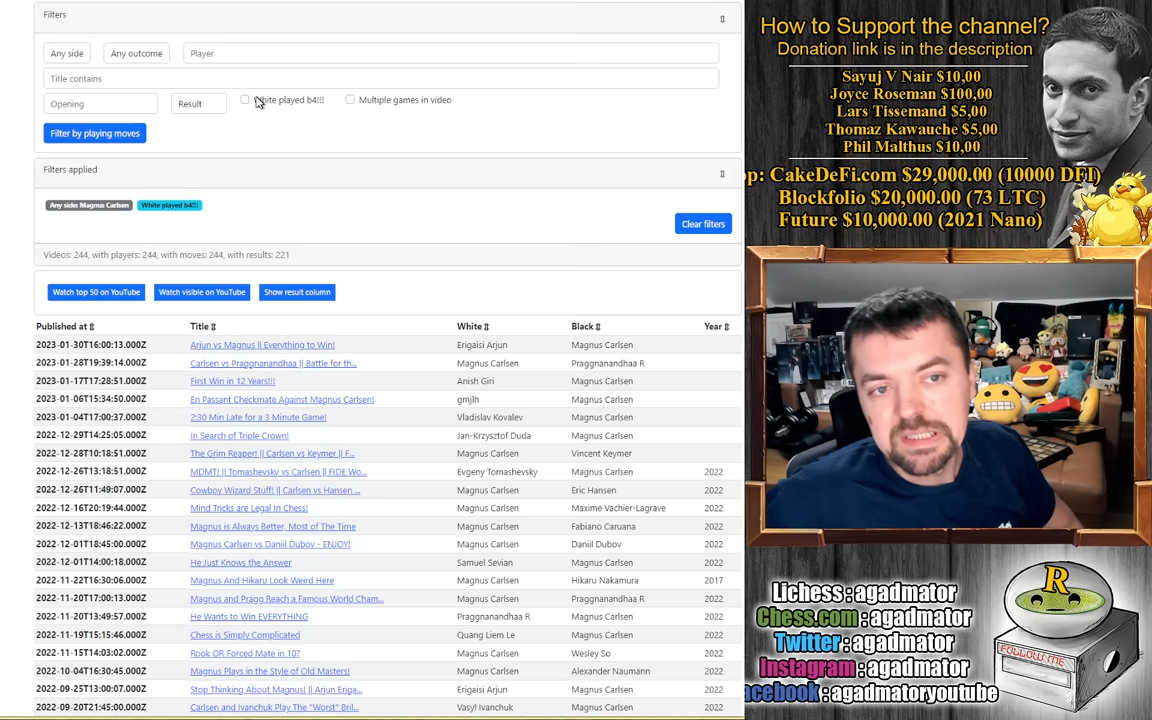 Filters
Any side Any outcome Player
Title contains
Opening Result White played b4!!! Multiple games in video
Filter by playing moves
Filters applied
Any side: Magnus Carlsen White played b4!!!
Clear filters
Videos: 244, with players: 244, with moves: 244, with results: 221
Watch top 50 on YouTube Watch visible on YouTube Show result column
Published at Title White Black Year
2023-01-30T16:00:13.000Z Arjun vs Magnus || Everything to Win! Erigaisi Arjun Magnus Carlsen
2023-01-28T19:39:14.000Z Carlsen vs Praggnanandhaa || Battle for th... Magnus Carlsen Praggnanandhaa R
2023-01-17T17:28:51.000Z First Win in 12 Years!!! Anish Giri Magnus Carlsen
2023-01-06T15:34:50.000Z En Passant Checkmate Against Magnus Carlsen! gmjlh Magnus Carlsen
2023-01-04T17:00:37.000Z 2:30 Min Late for a 3 Minute Game! Vladislav Kovalev Magnus Carlsen
2022-12-29T14:25:05.000Z In Search of Triple Crown! Jan-Krzysztof Duda Magnus Carlsen
2022-12-28T10:18:51.000Z The Grim Reaper! || Carlsen vs Keymer || F... Magnus Carlsen Vincent Keymer
2022-12-26T13:18:51.000Z MDMT! || Tomashevsky vs Carlsen || FIDE Wo... Evgeny Tomashevsky Magnus Carlsen 2022
2022-12-26T11:49:07.000Z Cowboy Wizard Stuff! || Carlsen vs Hansen ... Magnus Carlsen Eric Hansen 2022
2022-12-16T20:19:44.000Z Mind Tricks are Legal In Chess! Magnus Carlsen Maxime Vachier-Lagrave 2022
2022-12-13T18:46:22.000Z Magnus is Always Better, Most of The Time Magnus Carlsen Fabiano Caruana 2022
2022-12-01T18:45:00.000Z Magnus Carlsen vs Daniil Dubov - ENJOY! Magnus Carlsen Daniil Dubov 2022
2022-12-01T14:00:18.000Z He Just Knows the Answer Samuel Sevian Magnus Carlsen 2022
2022-11-22T16:30:06.000Z Magnus And Hikaru Look Weird Here Magnus Carlsen Hikaru Nakamura 2017
2022-11-20T17:00:13.000Z Magnus and Pragg Reach a Famous World Cham... Magnus Carlsen Praggnanandhaa R 2022
2022-11-20T13:49:57.000Z He Wants to Win EVERYTHING Praggnanandhaa R Magnus Carlsen 2022
2022-11-19T15:15:46.000Z Chess is Simply Complicated Quang Liem Le Magnus Carlsen 2022
2022-11-15T14:03:02.000Z Rook OR Forced Mate in 10? Magnus Carlsen Wesley So 2022
2022-10-04T16:30:45.000Z Magnus Plays in the Style of Old Masters! Magnus Carlsen Alexander Naumann 2022
2022-09-25T13:00:07.000Z Stop Thinking About Magnus! || Arjun Eriga... Erigaisi Arjun Magnus Carlsen 2022
2022-09-20T21:45:00.000Z Carlsen and Ivanchuk Play The "Worst" Bril... Vasyl Ivanchuk Magnus Carlsen 2022
How to Support the channel?
Donation link is in the description
Sayuj V Nair $10,00
Joyce Roseman $100,00
Lars Tissemand $5,00
Thomaz Kawauche $5,00
Phil Malthus $10,00
p: CakeDeFi.com $29,000.00 (10000 DFI)
Blockfolio $20,000.00 (73 LTC)
Future $10,000.00 (2021 Nano)
Lichess:agadmator
Chess.com:agadmator
Twitter:agadmator
Instagram:agadmator
acebook:agadmatoryoutube
R
FOLLOW ME